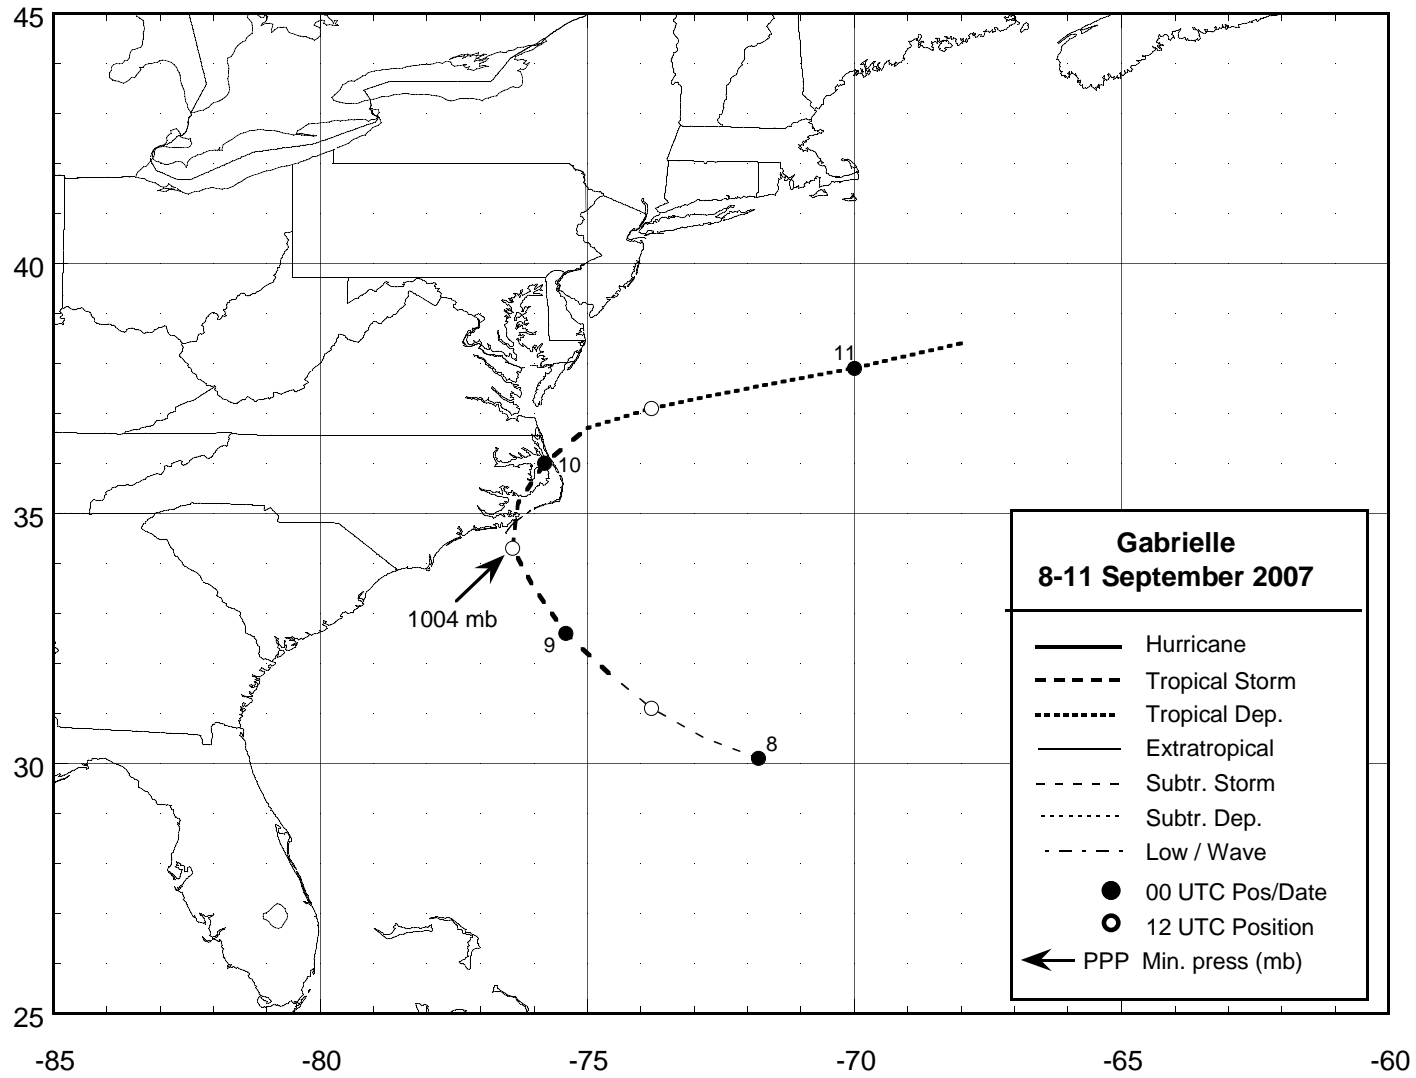 45
40
35
30
25
-85
-80
-75
-70
-65
-60
11
10
1004 mb
9
8
Gabrielle
8-11 September 2007
Hurricane
Tropical Storm
Tropical Dep.
Extratropical
Subtr. Storm
Subtr. Dep.
Low / Wave
00 UTC Pos/Date
12 UTC Position
PPP Min. press (mb)